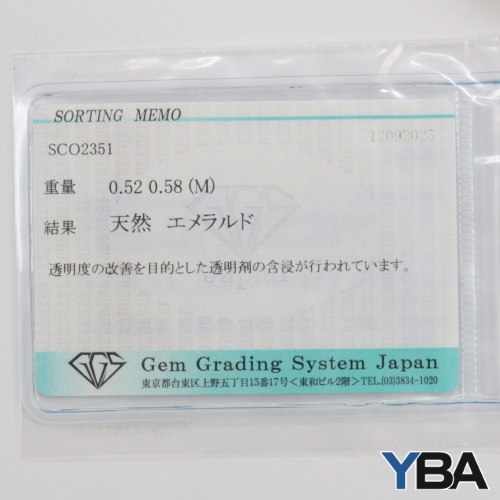 SORTING MEMO
12092025
SCO2351
重量 0.52 0.58 (M)
結果 天然 エメラルド
透明度の改善を目的とした透明剤の含浸が行われています。
Japan
GGS Gem Grading System Japan
東京都台東区上野五丁目15番17号<東和ビル2階>TEL.(03)3834-1020
YBA